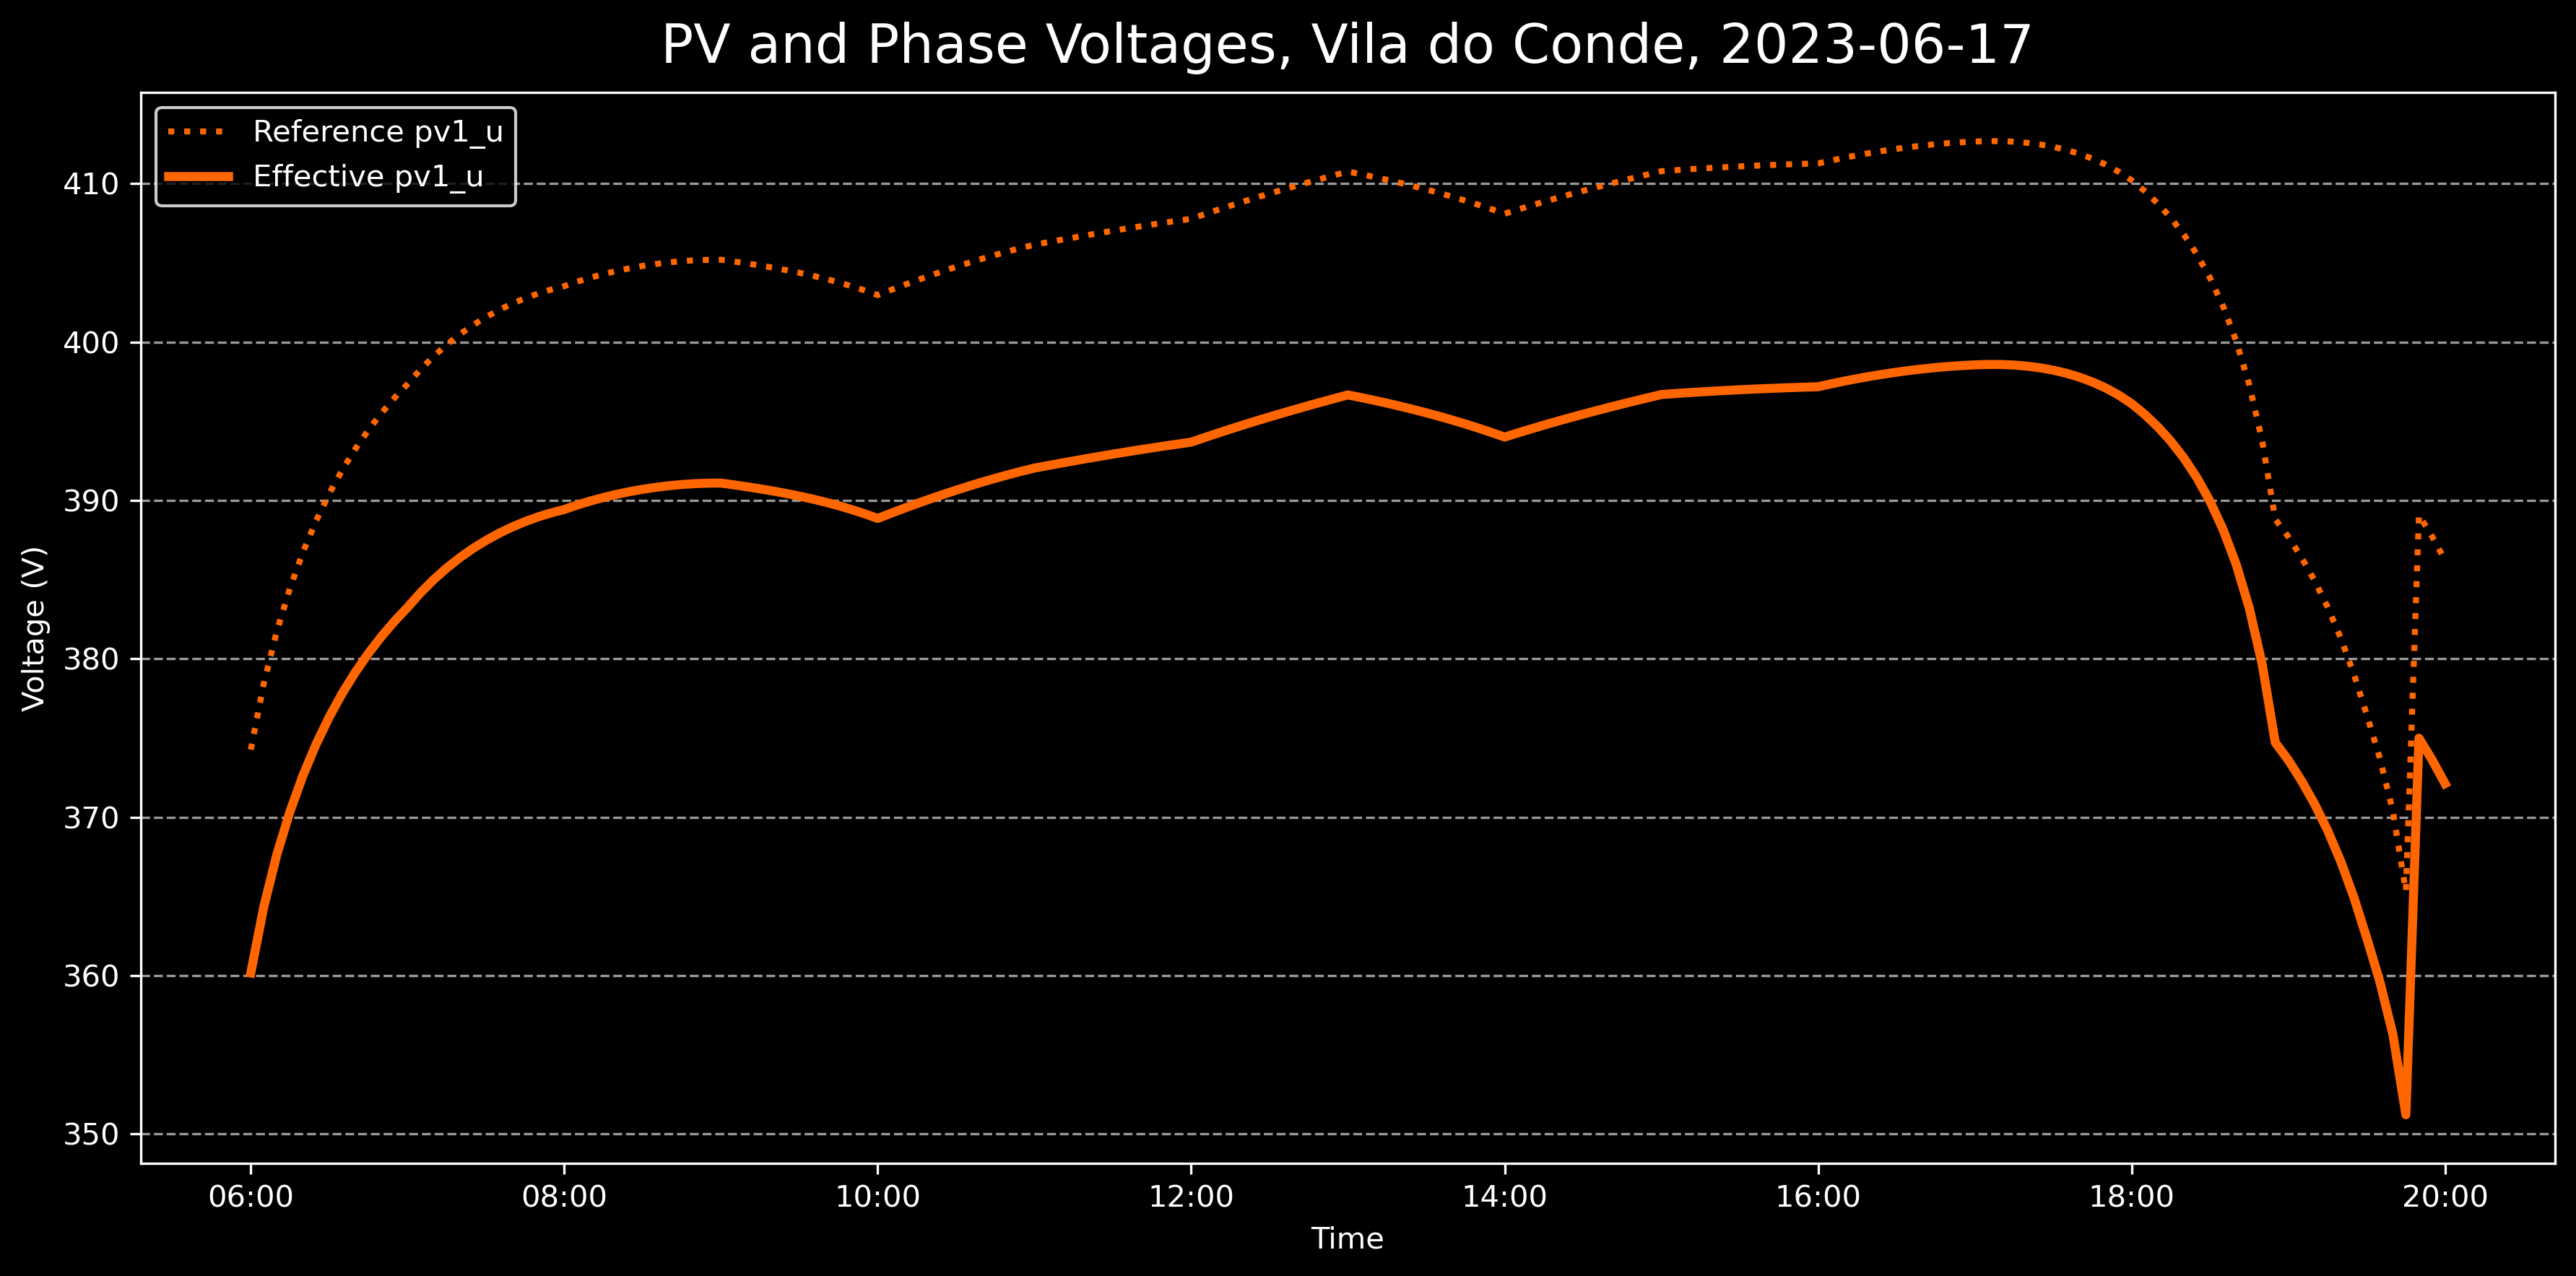 PV and Phase Voltages, Vila do Conde, 2023-06-17
Reference pv1_u
Effective pv1_u
Voltage (V)
410
400
390
380
370
360
350
06:00 08:00 10:00 12:00 14:00 16:00 18:00 20:00
Time